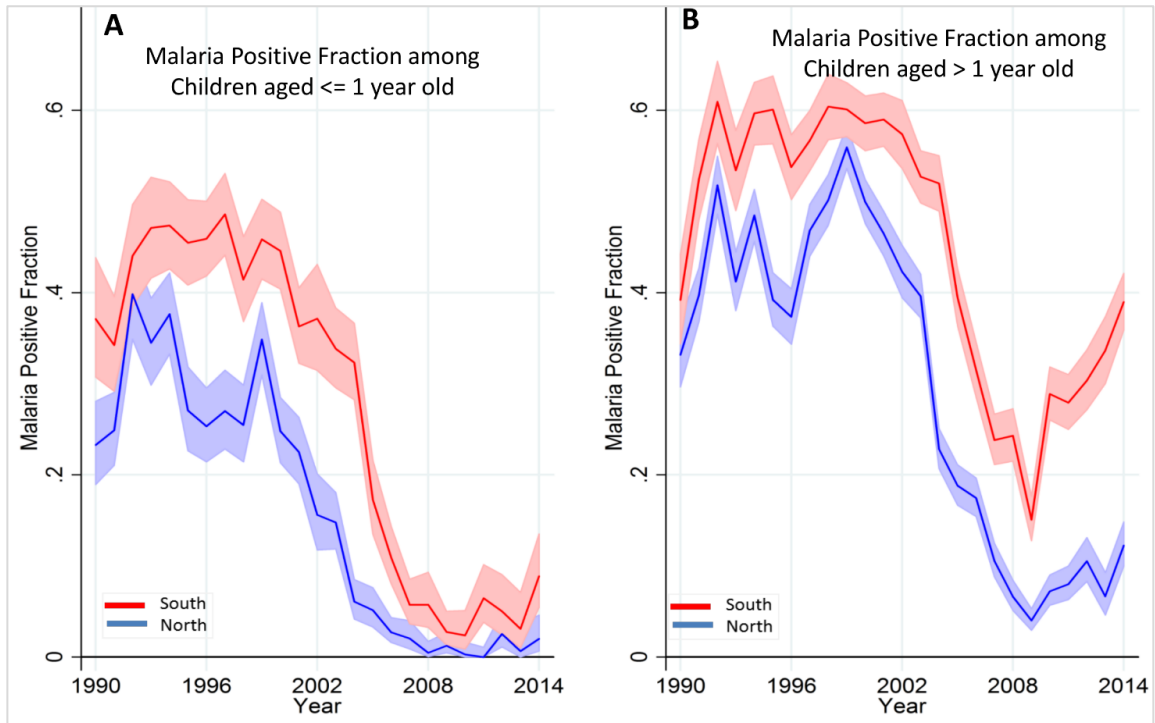 A
Malaria Positive Fraction among
Children aged <= 1 year old
Malaria Positive Fraction
.6
.4
.2
0
South
North
1990
1996
2002
2008
2014
Year
B
Malaria Positive Fraction among
Children aged > 1 year old
Malaria Positive Fraction
.6
.4
.2
0
South
North
1990
1996
2002
2008
2014
Year